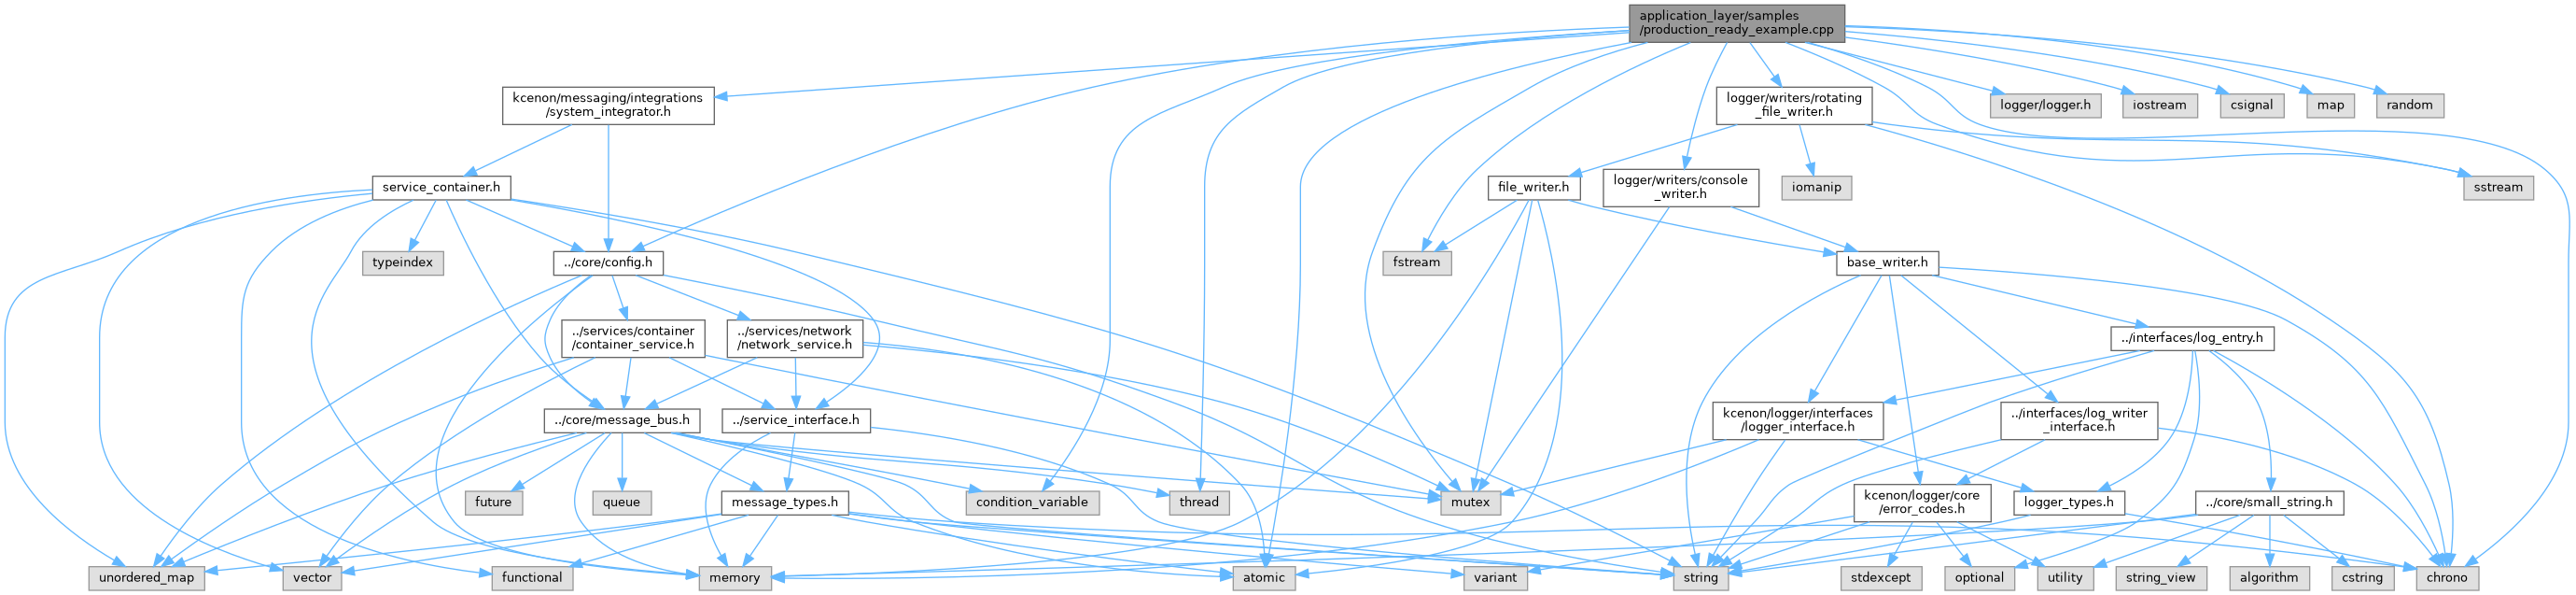 application_layer/samples
/production_ready_example.cpp
kcenon/messaging/integrations
/system_integrator.h
logger/writers/rotating
_file_writer.h
logger/logger.h
iostream
csignal
map
random
service_container.h
file_writer.h
logger/writers/console
_writer.h
iomanip
sstream
typeindex
../core/config.h
fstream
base_writer.h
../services/container
/container_service.h
../services/network
/network_service.h
../interfaces/log_entry.h
../core/message_bus.h
../service_interface.h
kcenon/logger/interfaces
/logger_interface.h
../interfaces/log_writer
_interface.h
future
queue
message_types.h
condition_variable
thread
mutex
kcenon/logger/core
/error_codes.h
logger_types.h
../core/small_string.h
unordered_map
vector
functional
memory
atomic
variant
string
stdexcept
optional
utility
string_view
algorithm
cstring
chrono